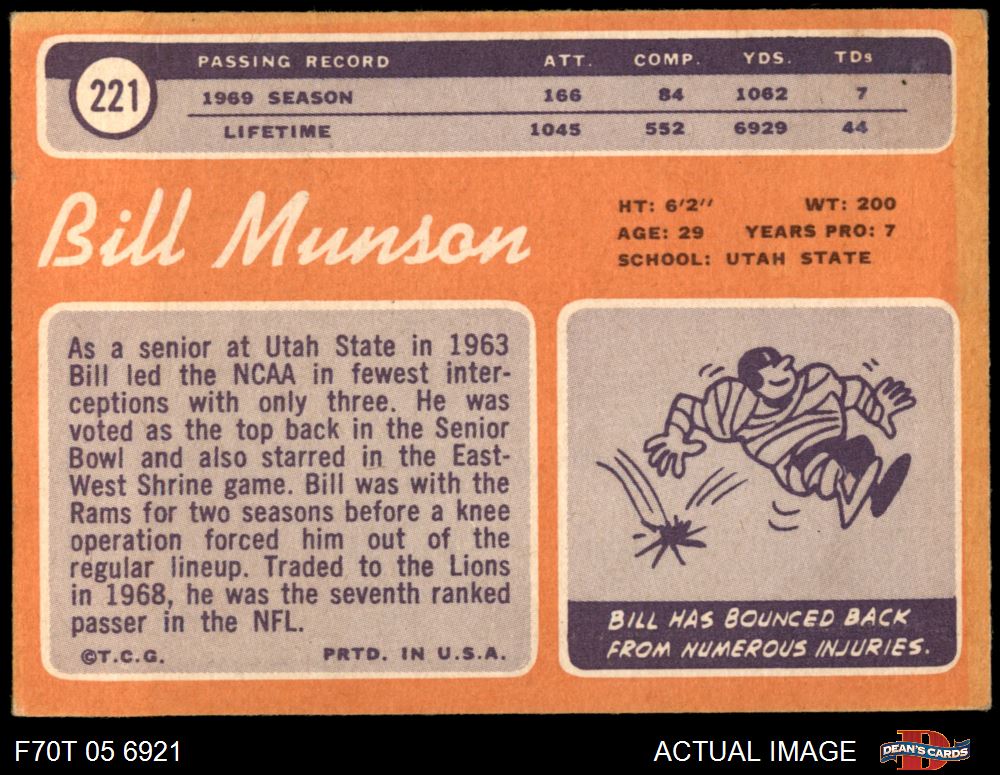 221
PASSING RECORD ATT. COMP. YDS. TDs
1969 SEASON 166 84 1062 7
LIFETIME 1045 552 6929 44
Bill Munson
HT: 6'2" WT: 200
AGE: 29 YEARS PRO: 7
SCHOOL: UTAH STATE
As a senior at Utah State in 1963
Bill led the NCAA in fewest inter-
ceptions with only three. He was
voted as the top back in the Senior
Bowl and also starred in the East-
West Shrine game. Bill was with the
Rams for two seasons before a knee
operation forced him out of the
regular lineup. Traded to the Lions
in 1968, he was the seventh ranked
passer in the NFL.
©T.C.G. PRTD. IN U.S.A.
BILL HAS BOUNCED BACK
FROM NUMEROUS INJURIES.
F70T 05 6921
ACTUAL IMAGE
D
DEAN'S CARDS